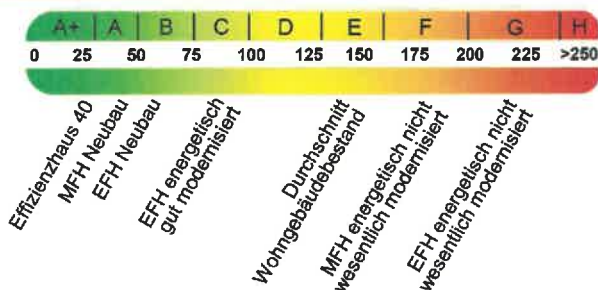 A+ A B C D E F G H
0 25 50 75 100 125 150 175 200 225 >250
Effizienzhaus 40
MFH Neubau
EFH Neubau
EFH energetisch
gut modernisiert
Durchschnitt
Wohngebäudebestand
MFH energetisch nicht
wesentlich modernisiert
EFH energetisch nicht
wesentlich modernisiert